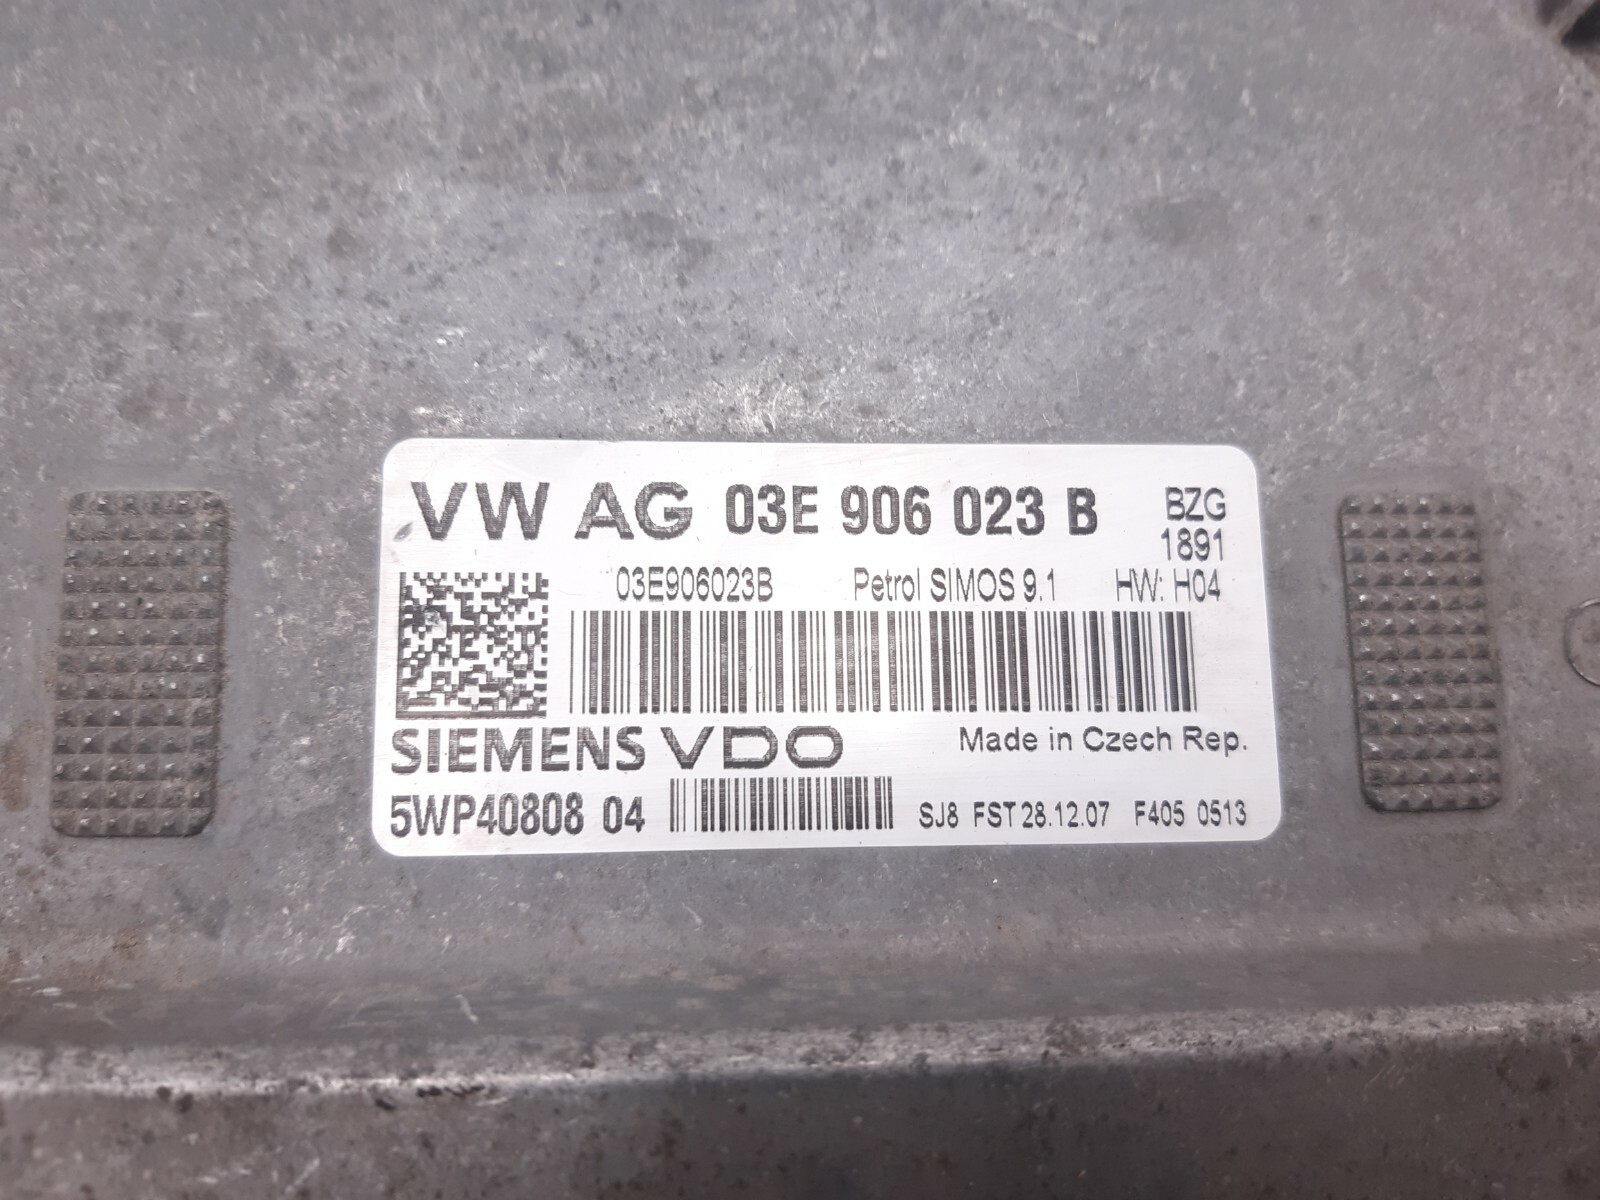 VW AG 03E 906 023 B BZG
1891
03E906023B Petrol SIMOS 9.1 HW: H04
SIEMENS VDO Made in Czech Rep.
5WP40808 04 SJ8 FST 28.12.07 F405 0513